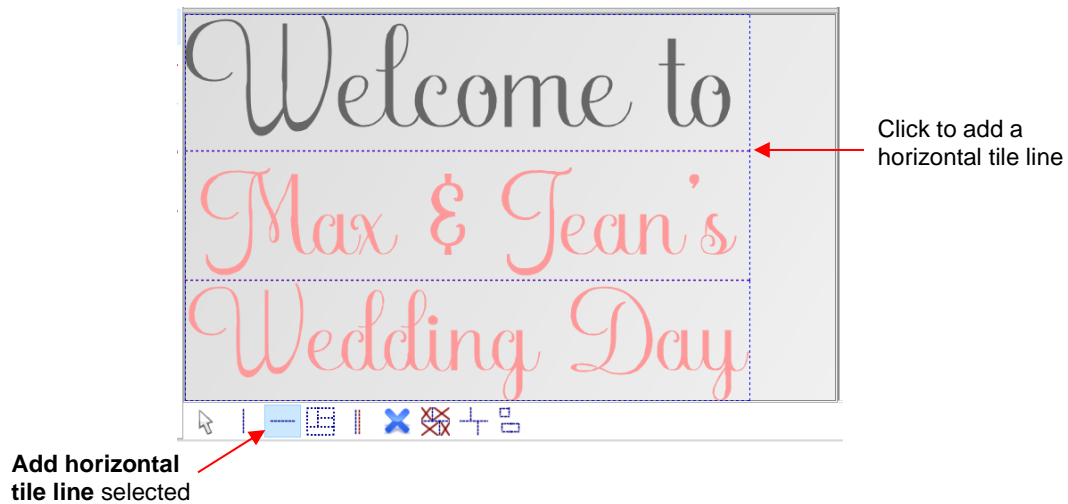 Welcome to
Click to add a
horizontal tile line
Max & Jean's
Wedding Day
Add horizontal
tile line selected